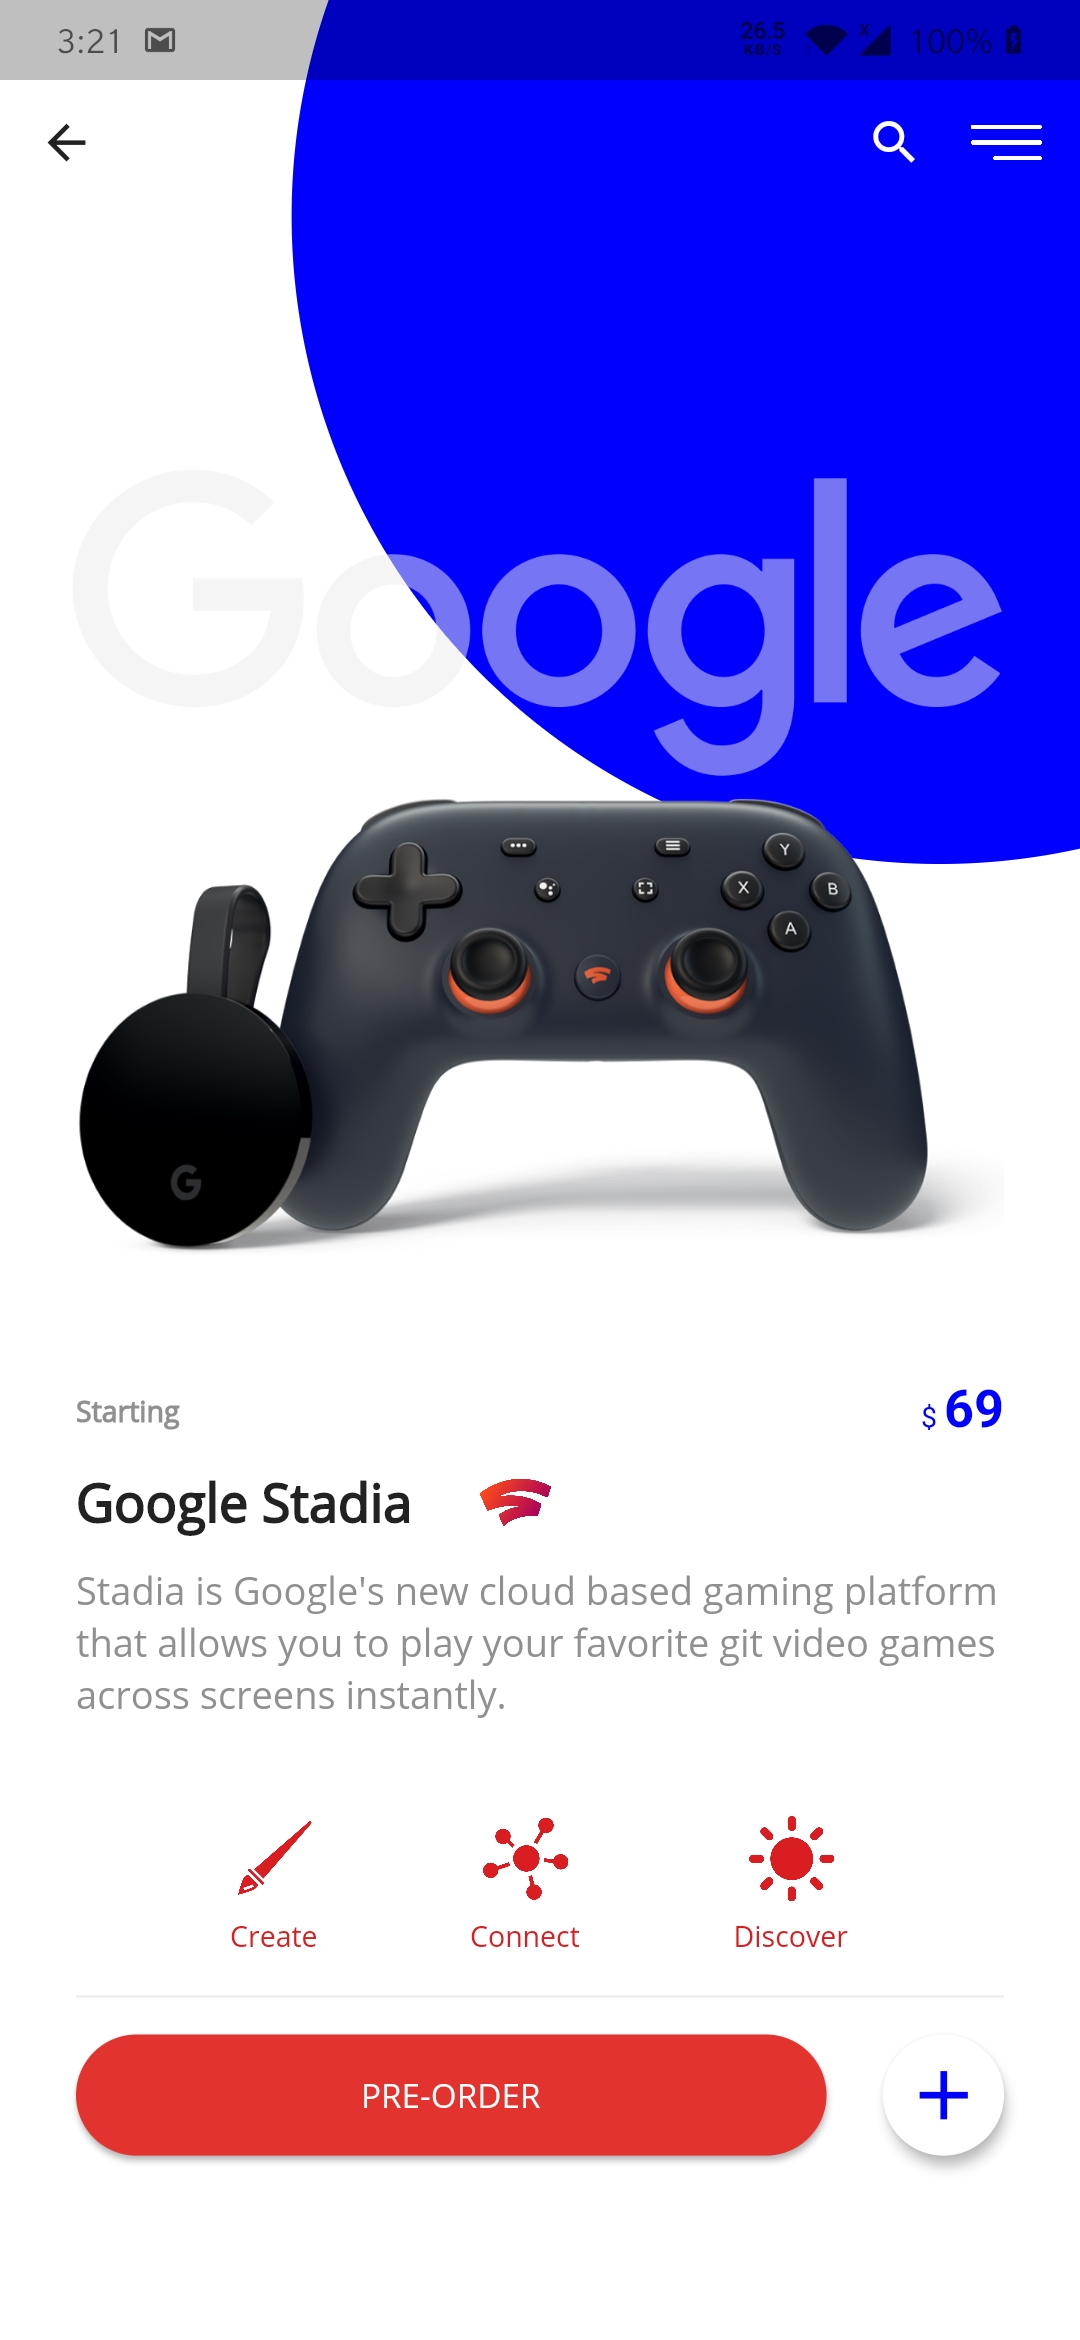 3:21
26.5
KB/S
X
100%
Google
Y
X
B
A
G
Starting
$ 69
Google Stadia
Stadia is Google's new cloud based gaming platform
that allows you to play your favorite git video games
across screens instantly.
Create
Connect
Discover
PRE-ORDER